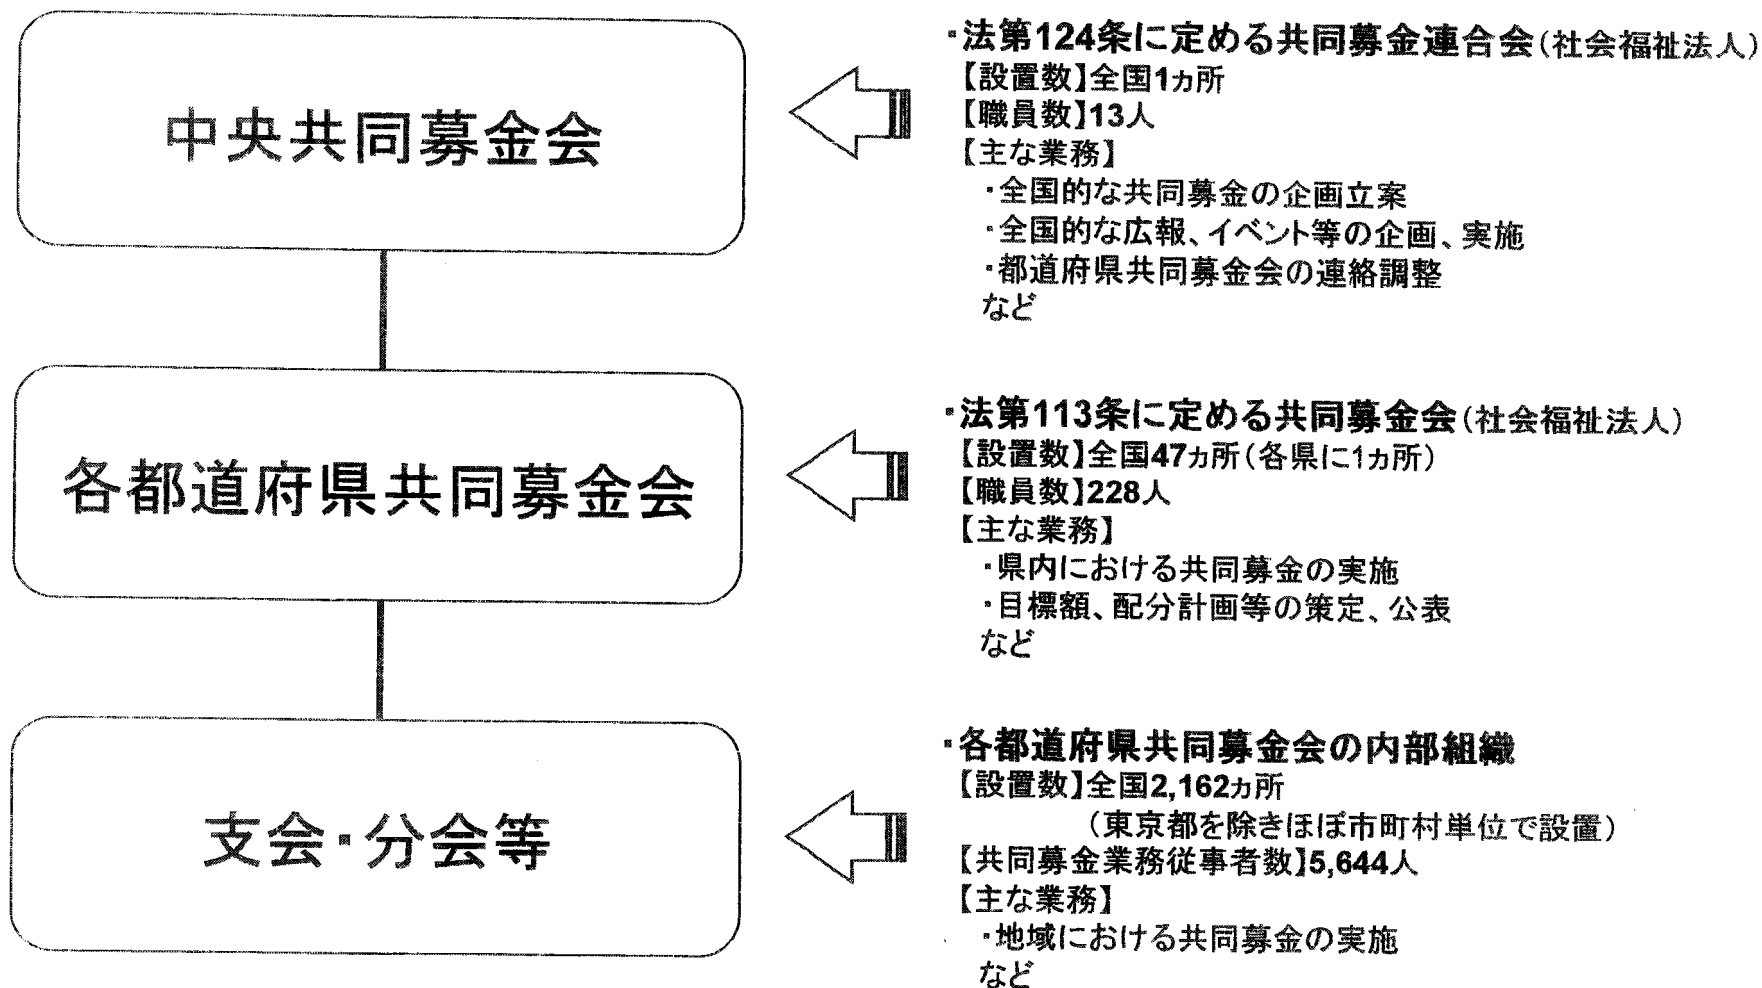 中央共同募金会
・法第124条に定める共同募金連合会(社会福祉法人)
【設置数】全国1ヵ所
【職員数】13人
【主な業務】
・全国的な共同募金の企画立案
・全国的な広報、イベント等の企画、実施
・都道府県共同募金会の連絡調整
など
各都道府県共同募金会
・法第113条に定める共同募金会(社会福祉法人)
【設置数】全国47ヵ所(各県に1ヵ所)
【職員数】228人
【主な業務】
・県内における共同募金の実施
・目標額、配分計画等の策定、公表
など
支会・分会等
・各都道府県共同募金会の内部組織
【設置数】全国2,162ヵ所
(東京都を除きほぼ市町村単位で設置)
【共同募金業務従事者数】5,644人
【主な業務】
・地域における共同募金の実施
など